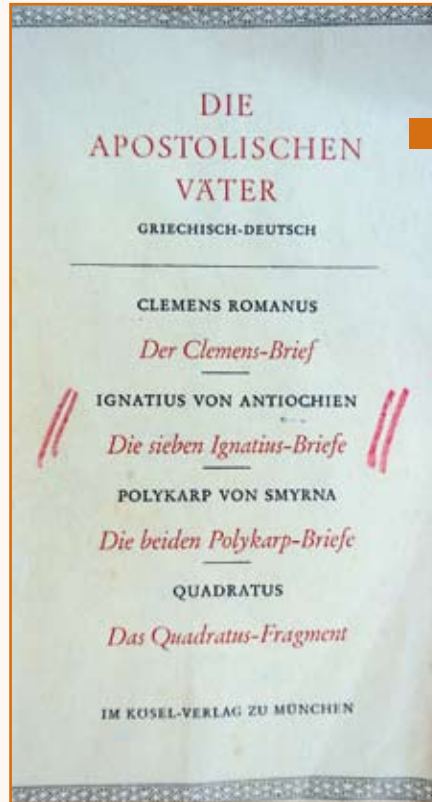 DIE
APOSTOLISCHEN
VÄTER
GRIECHISCH-DEUTSCH
CLEMENS ROMANUS
Der Clemens-Brief
IGNATIUS VON ANTIOCHIEN
Die sieben Ignatius-Briefe
POLYKARP VON SMYRNA
Die beiden Polykarp-Briefe
QUADRATUS
Das Quadratus-Fragment
IM KÖSEL-VERLAG ZU MÜNCHEN